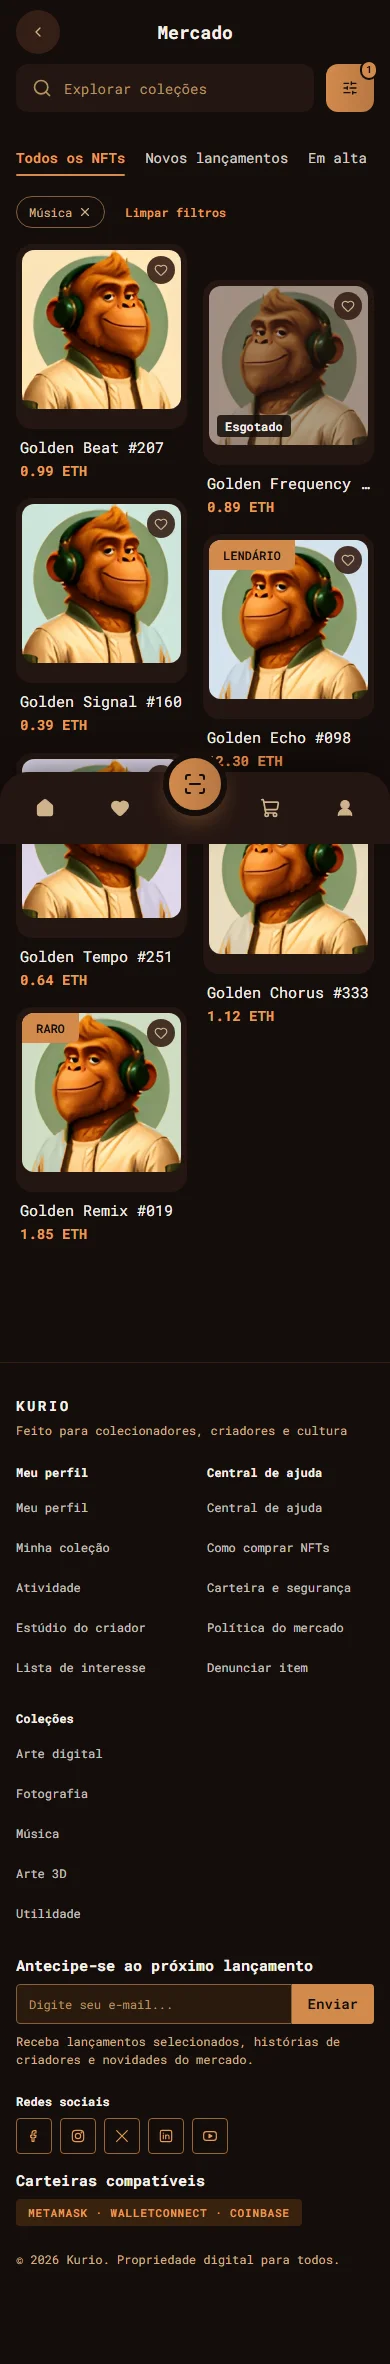 Mercado
Explorar coleções
1
Todos os NFTs Novos lançamentos Em alta
Música
Limpar filtros
Golden Beat #207
0.99 ETH
Esgotado
Golden Frequency …
0.89 ETH
Golden Signal #160
0.39 ETH
LENDÁRIO
Golden Echo #098
2.30 ETH
Golden Tempo #251
0.64 ETH
Golden Chorus #333
1.12 ETH
RARO
Golden Remix #019
1.85 ETH
KURIO
Feito para colecionadores, criadores e cultura
Meu perfil
Meu perfil
Minha coleção
Atividade
Estúdio do criador
Lista de interesse
Central de ajuda
Central de ajuda
Como comprar NFTs
Carteira e segurança
Política do mercado
Denunciar item
Coleções
Arte digital
Fotografia
Música
Arte 3D
Utilidade
Antecipe-se ao próximo lançamento
Digite seu e-mail...
Enviar
Receba lançamentos selecionados, histórias de
criadores e novidades do mercado.
Redes sociais
Carteiras compatíveis
METAMASK · WALLETCONNECT · COINBASE
© 2026 Kurio. Propriedade digital para todos.